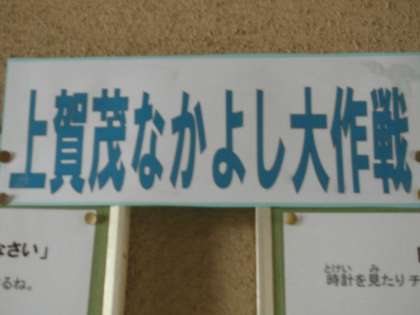 上賀茂なかよし大作戦
なさい」
るね。
とけい み
時計を見たり チ